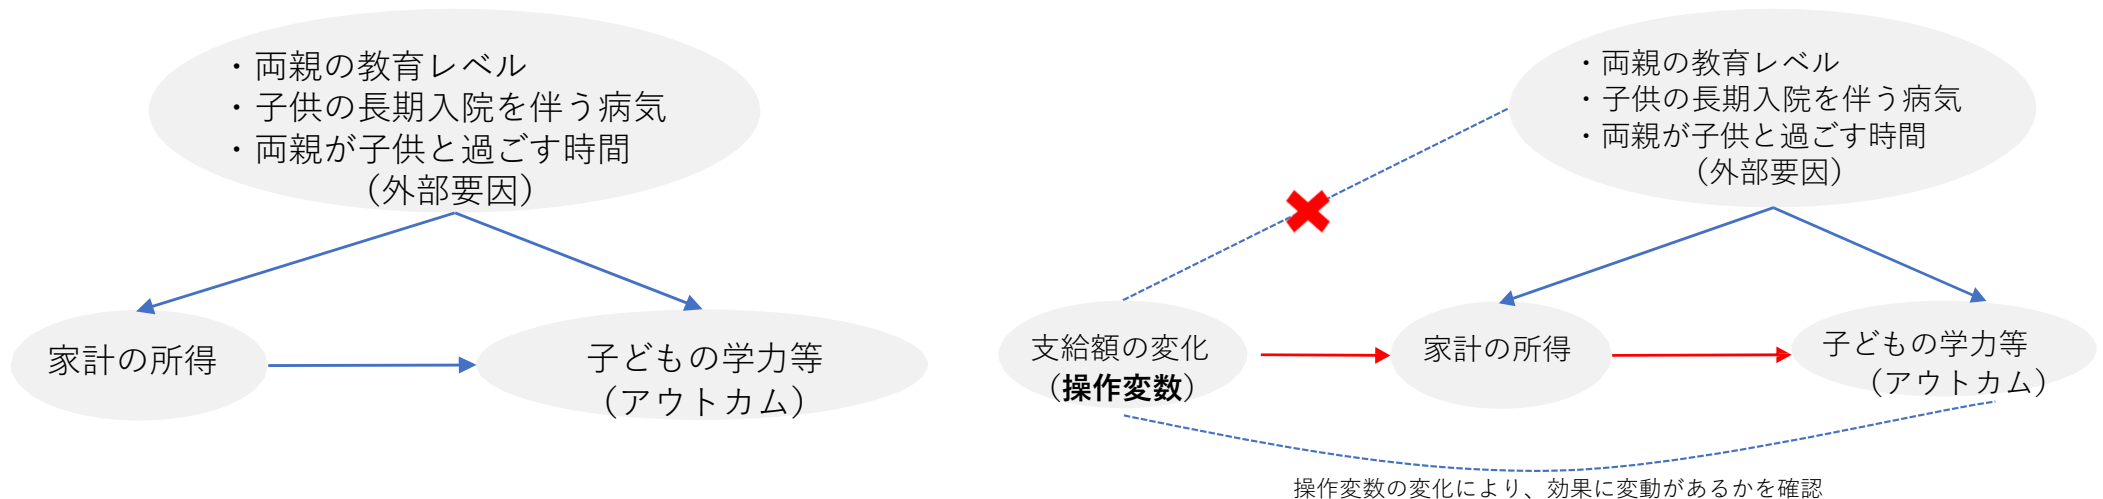 ・両親の教育レベル
・子供の長期入院を伴う病気
・両親が子供と過ごす時間
（外部要因）
家計の所得
子どもの学力等
（アウトカム）
・両親の教育レベル
・子供の長期入院を伴う病気
・両親が子供と過ごす時間
（外部要因）
支給額の変化
（操作変数）
家計の所得
子どもの学力等
（アウトカム）
操作変数の変化により、効果に変動があるかを確認